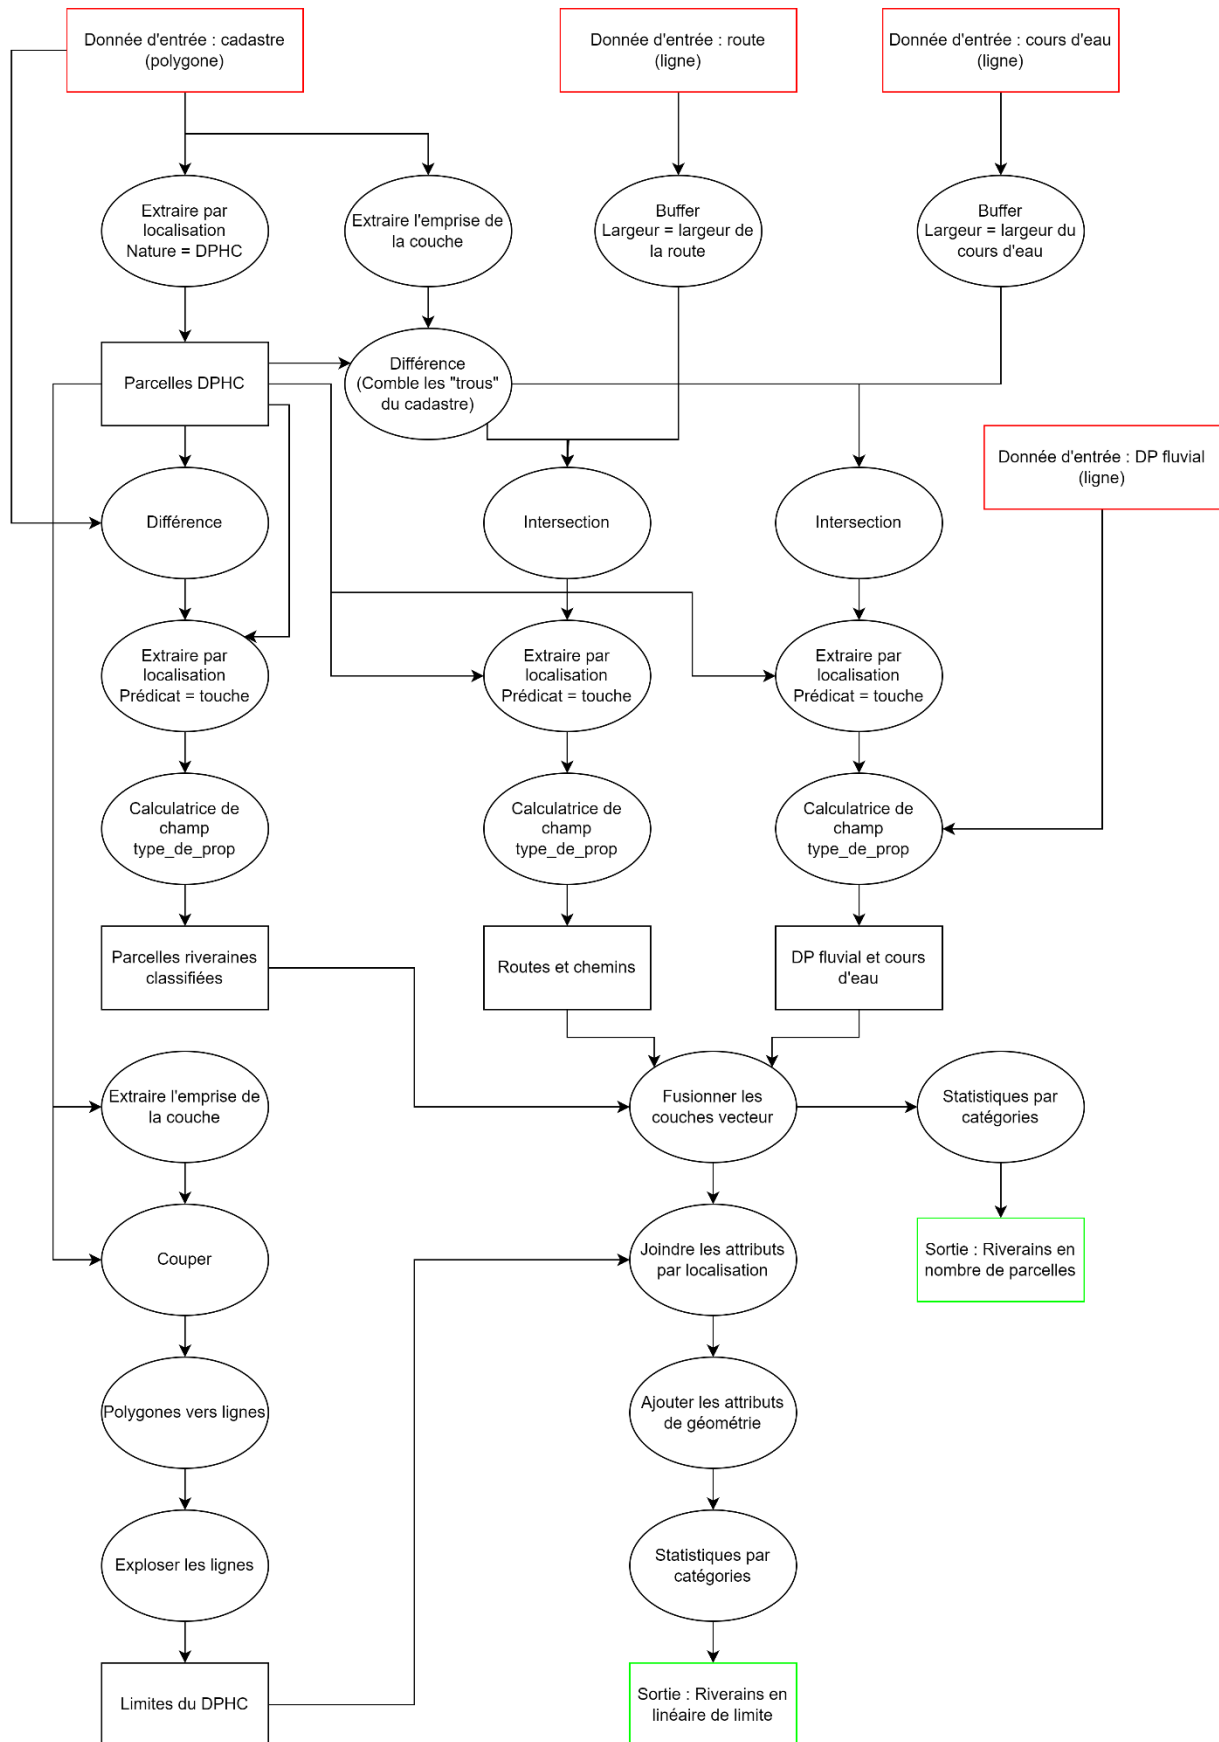 Donnée d'entrée : cadastre
(polygone)
Donnée d'entrée : route
(ligne)
Donnée d'entrée : cours d'eau
(ligne)
Extraire par
localisation
Nature = DPHC
Extraire l'emprise de
la couche
Buffer
Largeur = largeur de
la route
Buffer
Largeur = largeur du
cours d'eau
Parcelles DPHC
Différence
(Comble les "trous"
du cadastre)
Donnée d'entrée : DP fluvial
(ligne)
Différence
Intersection
Intersection
Extraire par
localisation
Prédicat = touche
Extraire par
localisation
Prédicat = touche
Extraire par
localisation
Prédicat = touche
Calculatrice de
champ
type_de_prop
Calculatrice de
champ
type_de_prop
Calculatrice de
champ
type_de_prop
Parcelles riveraines
classifiées
Routes et chemins
DP fluvial et cours
d'eau
Extraire l'emprise de
la couche
Fusionner les
couches vecteur
Statistiques par
catégories
Couper
Joindre les attributs
par localisation
Sortie : Riverains en
nombre de parcelles
Polygones vers lignes
Ajouter les attributs
de géométrie
Exploser les lignes
Statistiques par
catégories
Limites du DPHC
Sortie : Riverains en
linéaire de limite